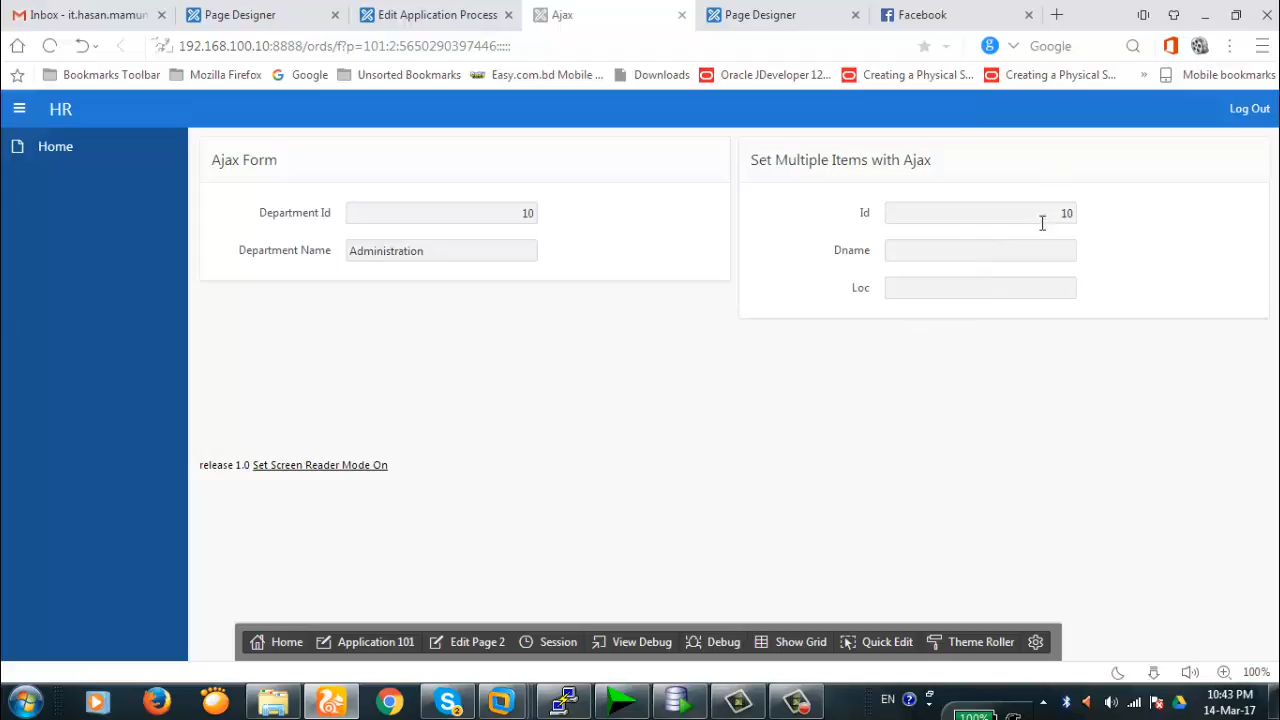 Inbox - it.hasan.mamun
Page Designer
Edit Application Process
Ajax
Page Designer
Facebook
192.168.100.10:8888/ords/f?p=101:2:5650290397446:::::
Google
Bookmarks Toolbar
Mozilla Firefox
Google
Unsorted Bookmarks
Easy.com.bd Mobile ...
Downloads
Oracle JDeveloper 12...
Creating a Physical S...
Creating a Physical S...
Mobile bookmarks
HR
Log Out
Home
Ajax Form
Department Id
10
Department Name
Administration
Set Multiple Items with Ajax
Id
10
Dname
Loc
release 1.0 Set Screen Reader Mode On
Home
Application 101
Edit Page 2
Session
View Debug
Debug
Show Grid
Quick Edit
Theme Roller
100%
EN
10:43 PM
14-Mar-17
100%